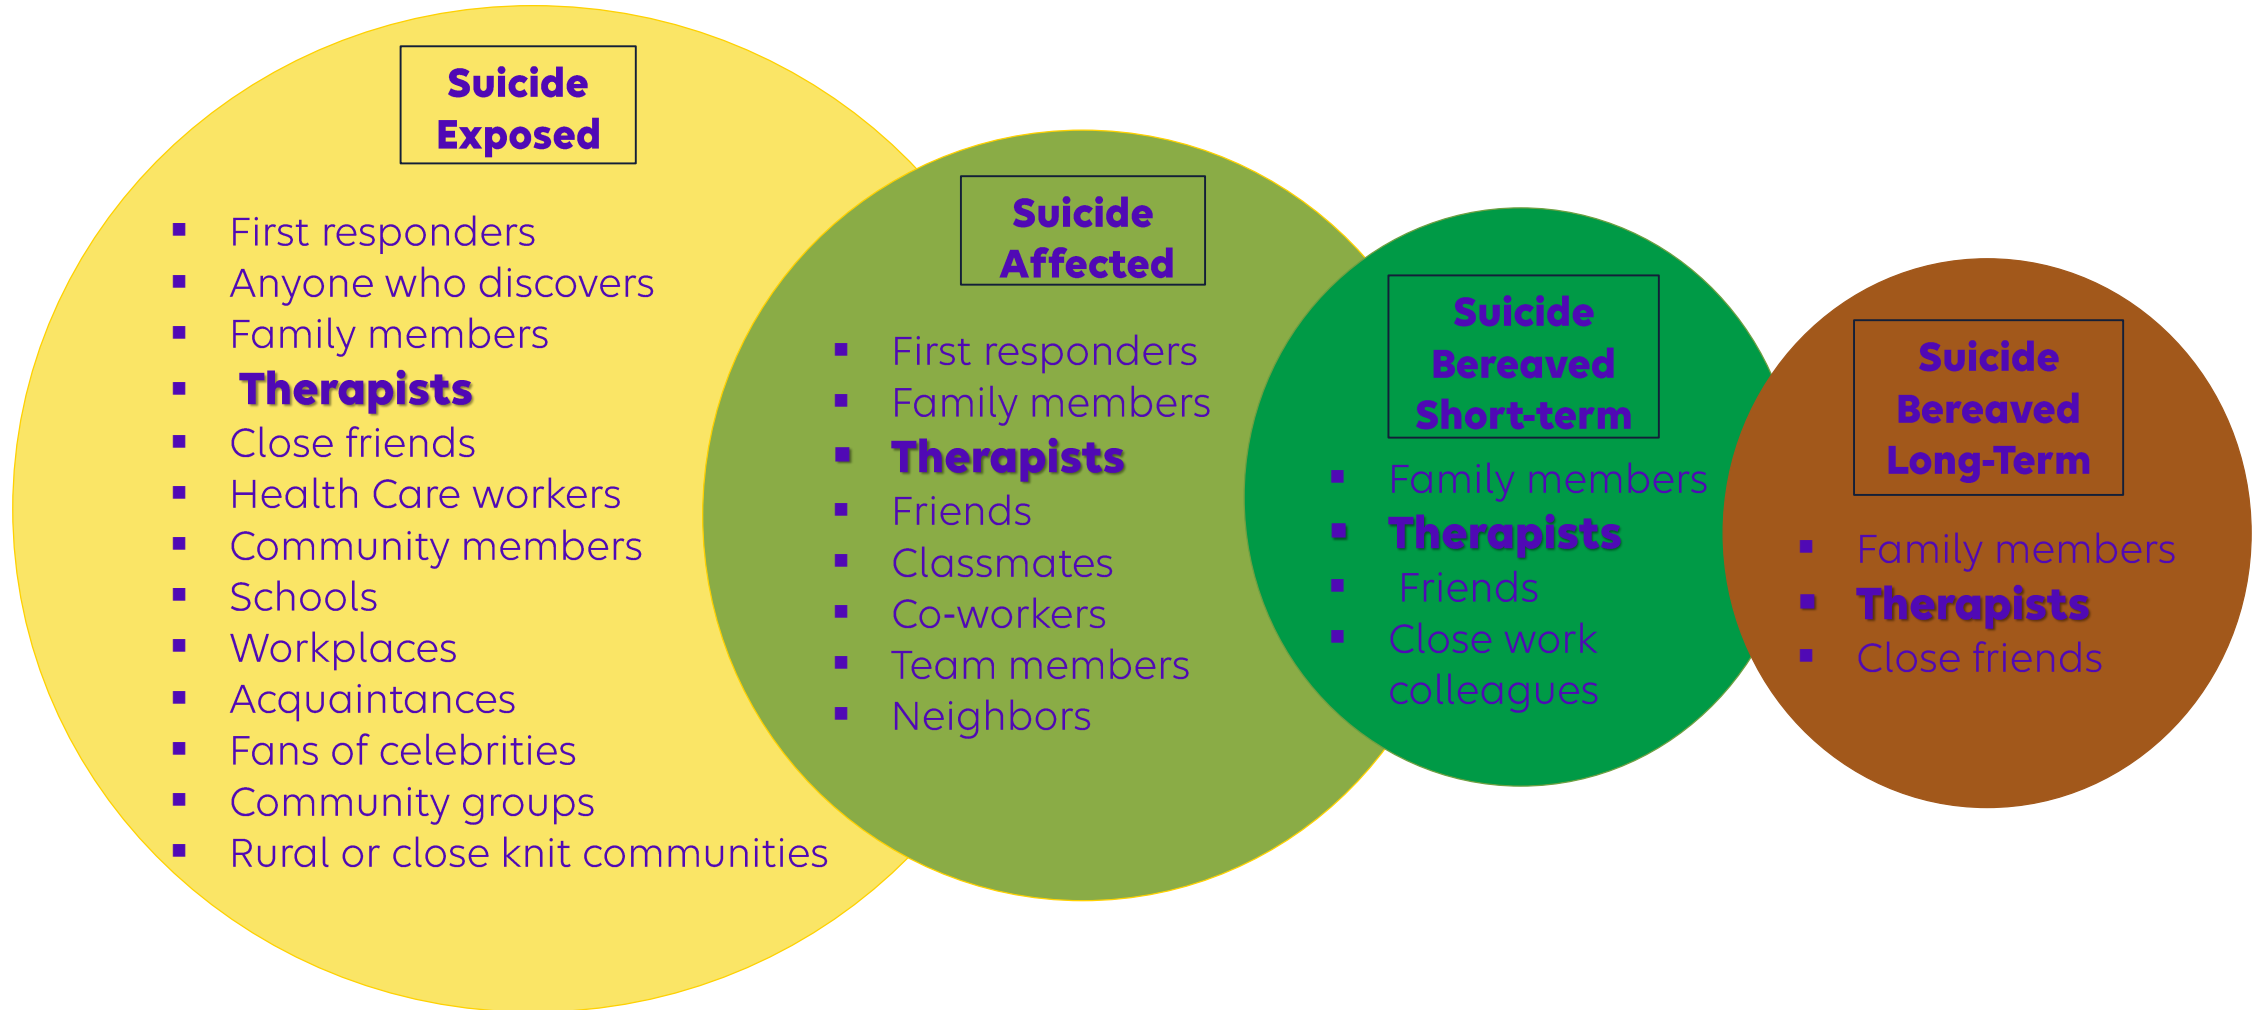 Suicide
Exposed
▪ First responders
▪ Anyone who discovers
▪ Family members
▪ Therapists
▪ Close friends
▪ Health Care workers
▪ Community members
▪ Schools
▪ Workplaces
▪ Acquaintances
▪ Fans of celebrities
▪ Community groups
▪ Rural or close knit communities
Suicide
Affected
▪ First responders
▪ Family members
▪ Therapists
▪ Friends
▪ Classmates
▪ Co-workers
▪ Team members
▪ Neighbors
Suicide
Bereaved
Short-term
▪ Family members
▪ Therapists
▪ Friends
▪ Close work
colleagues
Suicide
Bereaved
Long-Term
▪ Family members
▪ Therapists
▪ Close friends